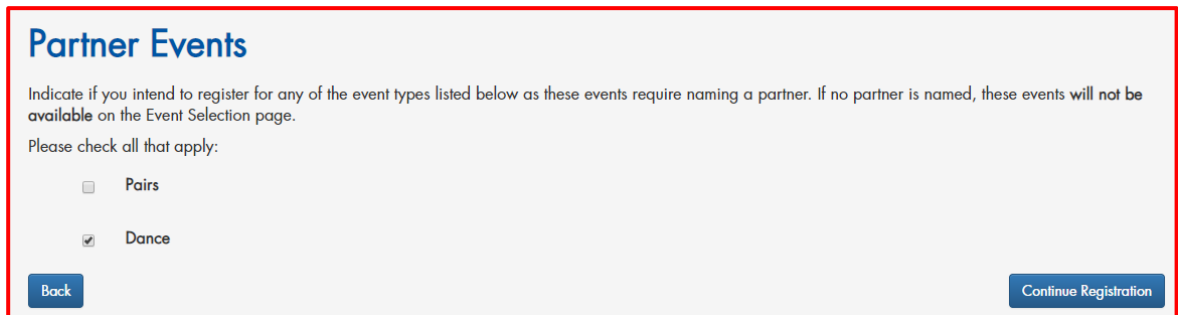 Partner Events
Indicate if you intend to register for any of the event types listed below as these events require naming a partner. If no partner is named, these events will not be
available on the Event Selection page.
Please check all that apply:
Pairs
Dance
Back
Continue Registration